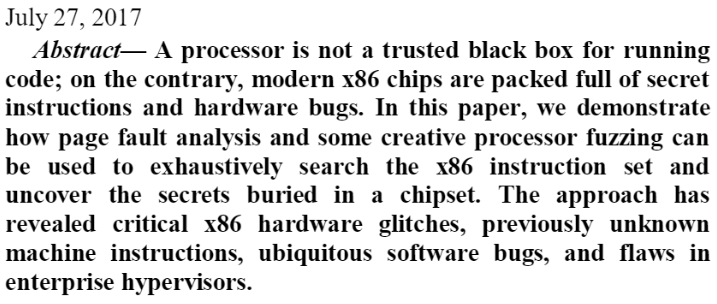 July 27, 2017
Abstract— A processor is not a trusted black box for running
code; on the contrary, modern x86 chips are packed full of secret
instructions and hardware bugs. In this paper, we demonstrate
how page fault analysis and some creative processor fuzzing can
be used to exhaustively search the x86 instruction set and
uncover the secrets buried in a chipset. The approach has
revealed critical x86 hardware glitches, previously unknown
machine instructions, ubiquitous software bugs, and flaws in
enterprise hypervisors.